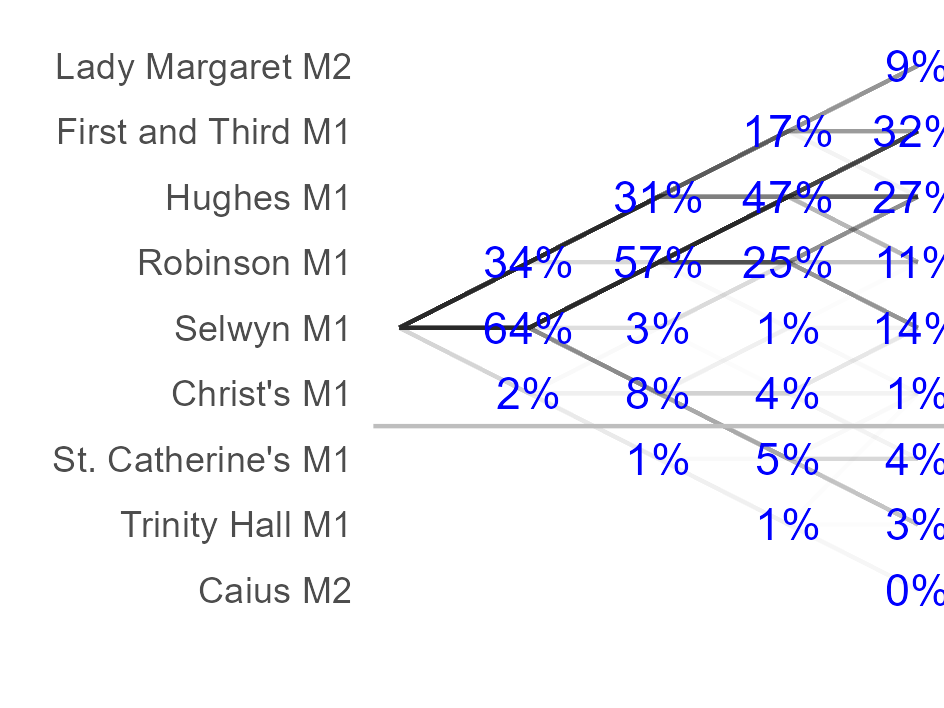 Lady Margaret M2 9%
First and Third M1 17% 32%
Hughes M1 31% 47% 27%
Robinson M1 34% 57% 25% 11%
Selwyn M1 64% 3% 1% 14%
Christ's M1 2% 8% 4% 1%
St. Catherine's M1 1% 5% 4%
Trinity Hall M1 1% 3%
Caius M2 0%